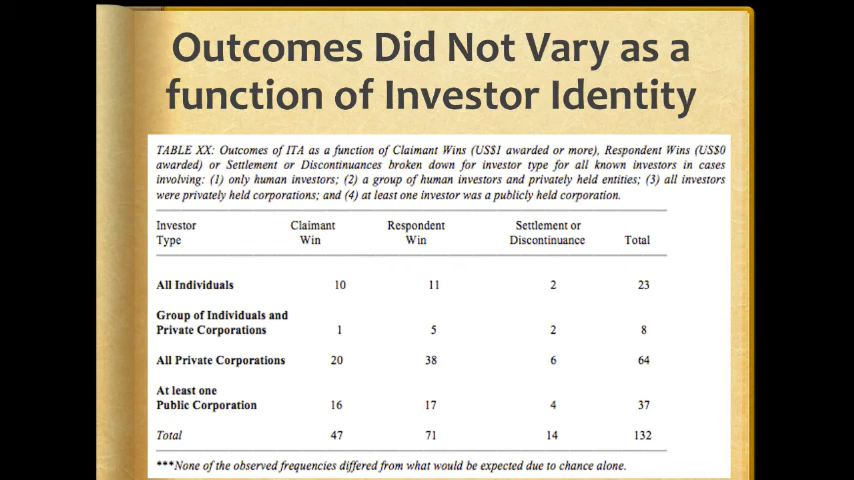 Outcomes Did Not Vary as a
function of Investor Identity
TABLE XX: Outcomes of ITA as a function of Claimant Wins (US$1 awarded or more), Respondent Wins (US$0
awarded) or Settlement or Discontinuances broken down for investor type for all known investors in cases
involving: (1) only human investors; (2) a group of human investors and privately held entities; (3) all investors
were privately held corporations; and (4) at least one investor was a publicly held corporation.
Investor Claimant Respondent Settlement or
Type Win Win Discontinuance Total
All Individuals 10 11 2 23
Group of Individuals and
Private Corporations 1 5 2 8
All Private Corporations 20 38 6 64
At least one
Public Corporation 16 17 4 37
Total 47 71 14 132
***None of the observed frequencies differed from what would be expected due to chance alone.